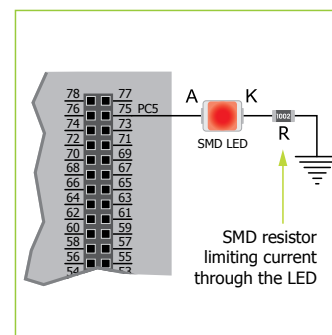 78 77
76 75 PC5
74 73
72 71
70 69
68 67
66 65
64 63
62 61
60 59
58 57
56 55
54 53
A K
SMD LED
1002
R
SMD resistor
limiting current
through the LED